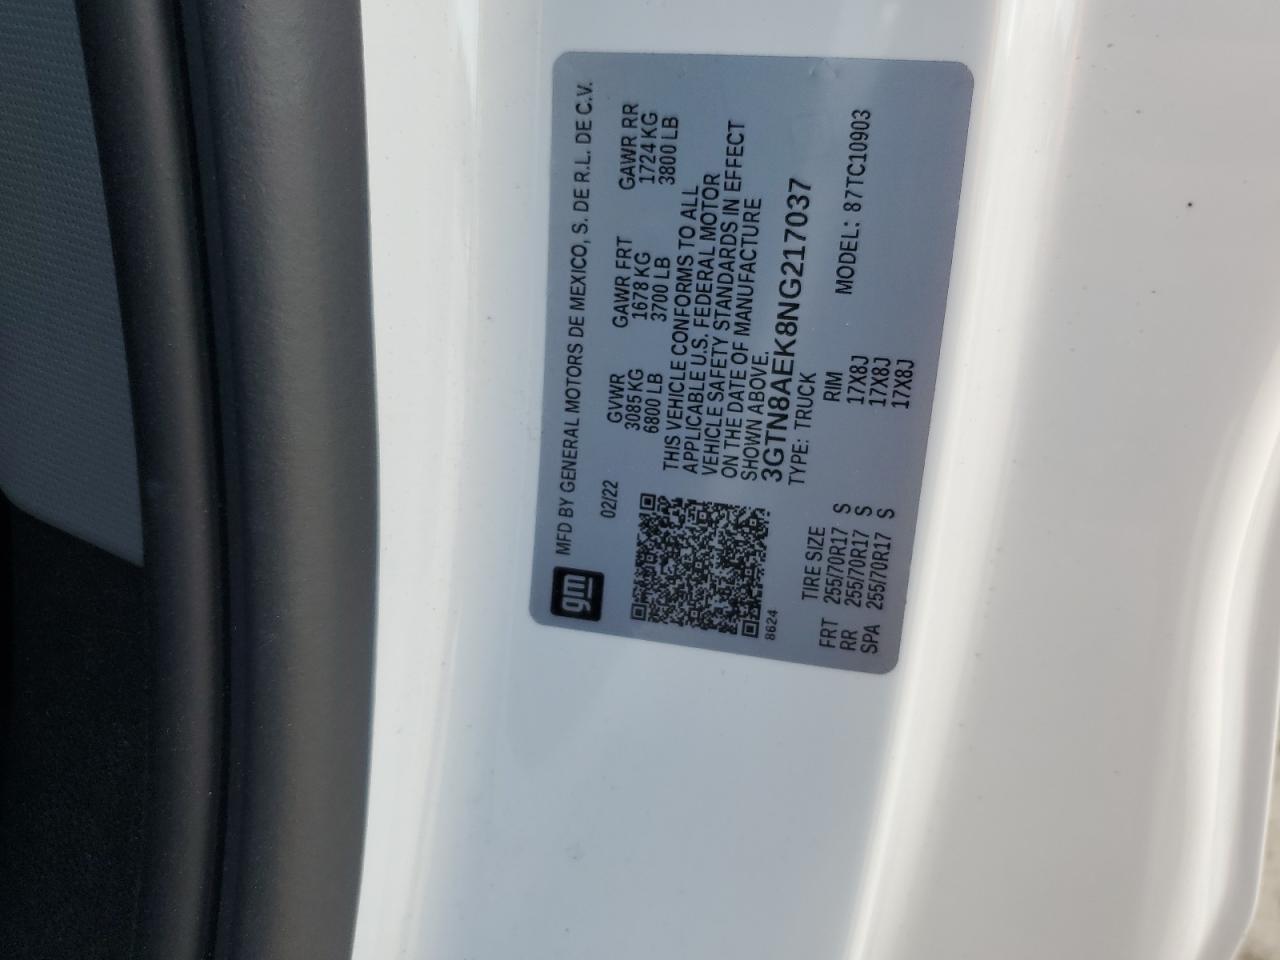 gm
MFD BY GENERAL MOTORS DE MEXICO, S. DE R.L. DE C.V.
02/22
GVWR GAWR FRT GAWR RR
3085 KG 1678 KG 1724 KG
6800 LB 3700 LB 3800 LB
THIS VEHICLE CONFORMS TO ALL
APPLICABLE U.S. FEDERAL MOTOR
VEHICLE SAFETY STANDARDS IN EFFECT
ON THE DATE OF MANUFACTURE
SHOWN ABOVE.
3GTN8AEK8NG217037
8624
TYPE: TRUCK
MODEL: 87TC10903
TIRE SIZE RIM
FRT 255/70R17 S 17X8J
RR 255/70R17 S 17X8J
SPA 255/70R17 S 17X8J